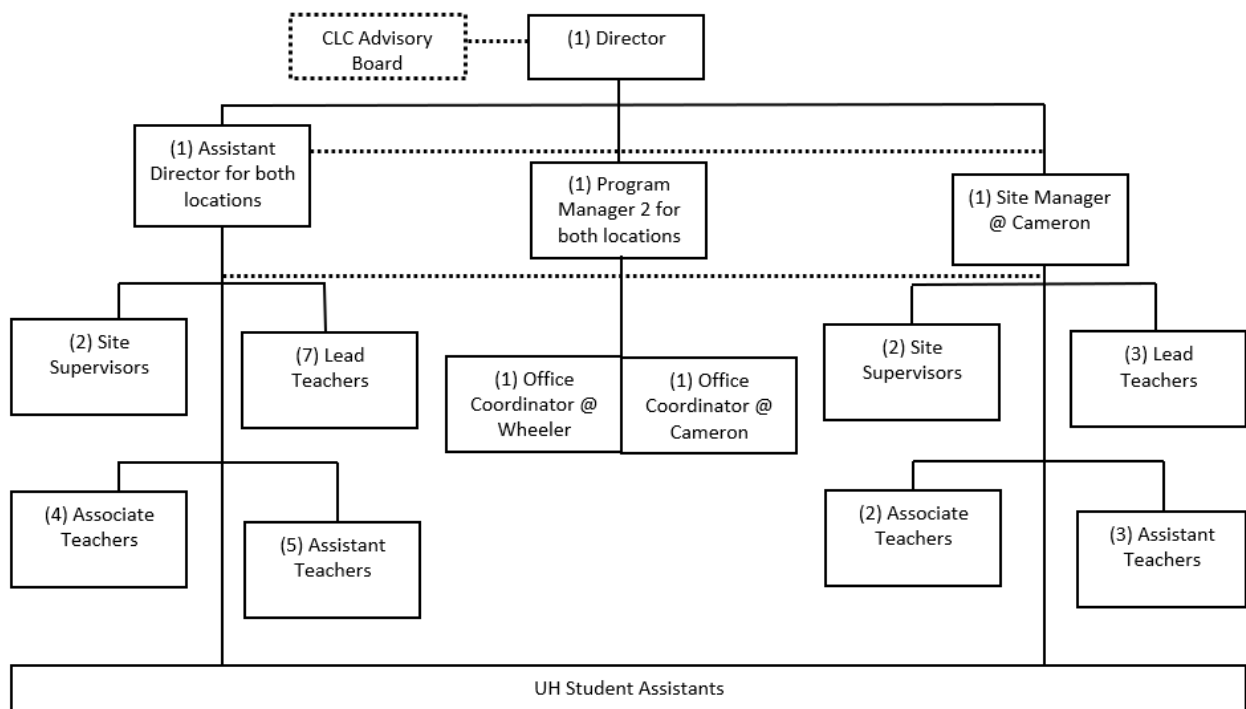 CLC Advisory
Board
(1) Director
(1) Assistant
Director for both
locations
(1) Program
Manager 2 for
both locations
(1) Site Manager
@ Cameron
(2) Site
Supervisors
(7) Lead
Teachers
(1) Office
Coordinator @
Wheeler
(1) Office
Coordinator @
Cameron
(2) Site
Supervisors
(3) Lead
Teachers
(4) Associate
Teachers
(5) Assistant
Teachers
(2) Associate
Teachers
(3) Assistant
Teachers
UH Student Assistants